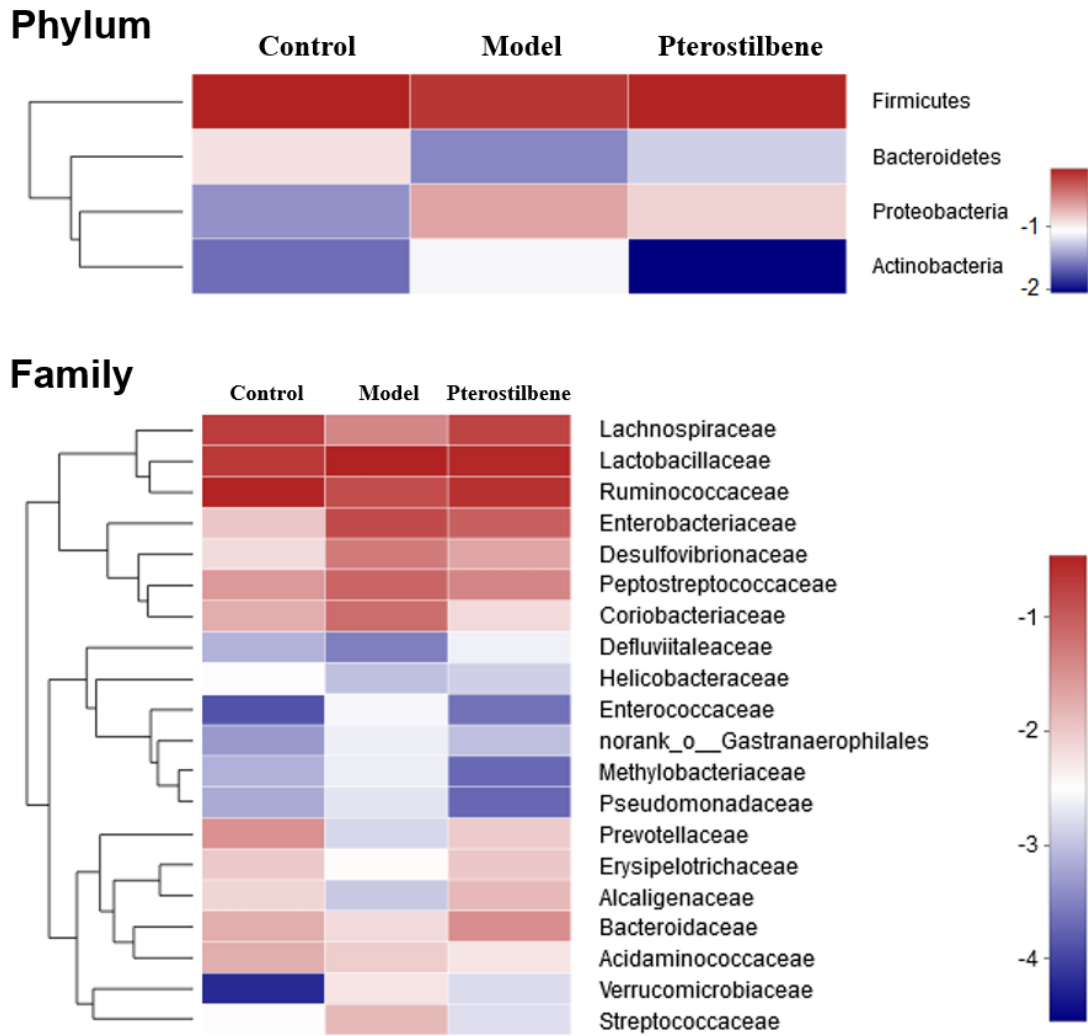 Phylum
Control Model Pterostilbene
Firmicutes
Bacteroidetes
Proteobacteria
Actinobacteria
-1
-2
Family
Control Model Pterostilbene
Lachnospiraceae
Lactobacillaceae
Ruminococcaceae
Enterobacteriaceae
Desulfovibrionaceae
Peptostreptococcaceae
Coriobacteriaceae
Defluviitaleaceae
Helicobacteraceae
Enterococcaceae
norank_o__Gastranaerophilales
Methylobacteriaceae
Pseudomonadaceae
Prevotellaceae
Erysipelotrichaceae
Alcaligenaceae
Bacteroidaceae
Acidaminococcaceae
Verrucomicrobiaceae
Streptococcaceae
-1
-2
-3
-4